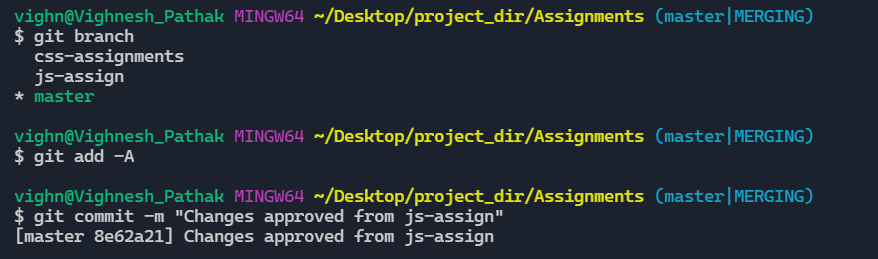 vighn@Vighnesh_Pathak MINGW64 ~/Desktop/project_dir/Assignments (master|MERGING)
$ git branch
  css-assignments
  js-assign
* master
vighn@Vighnesh_Pathak MINGW64 ~/Desktop/project_dir/Assignments (master|MERGING)
$ git add -A
vighn@Vighnesh_Pathak MINGW64 ~/Desktop/project_dir/Assignments (master|MERGING)
$ git commit -m "Changes approved from js-assign"
[master 8e62a21] Changes approved from js-assign